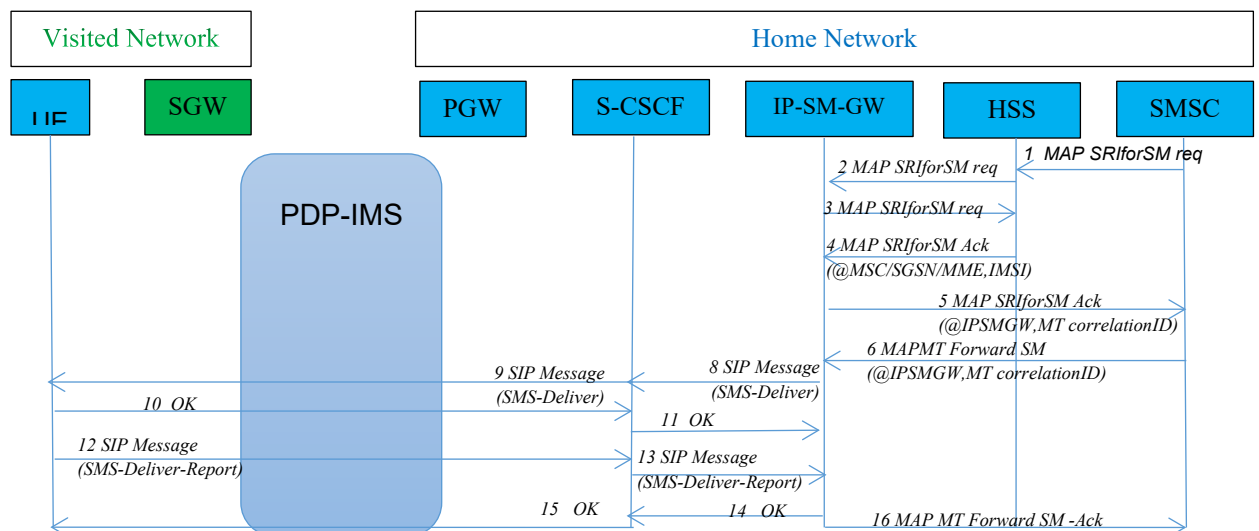 Visited Network
Home Network
UE
SGW
PGW
S-CSCF
IP-SM-GW
HSS
SMSC
1 MAP SRIforSM req
2 MAP SRIforSM req
PDP-IMS
3 MAP SRIforSM req
4 MAP SRIforSM Ack
(@MSC/SGSN/MME,IMSI)
5 MAP SRIforSM Ack
(@IPSMGW,MT correlationID)
6 MAPMT Forward SM
(@IPSMGW,MT correlationID)
8 SIP Message
(SMS-Deliver)
9 SIP Message
(SMS-Deliver)
10 OK
11 OK
12 SIP Message
(SMS-Deliver-Report)
13 SIP Message
(SMS-Deliver-Report)
14 OK
15 OK
16 MAP MT Forward SM -Ack